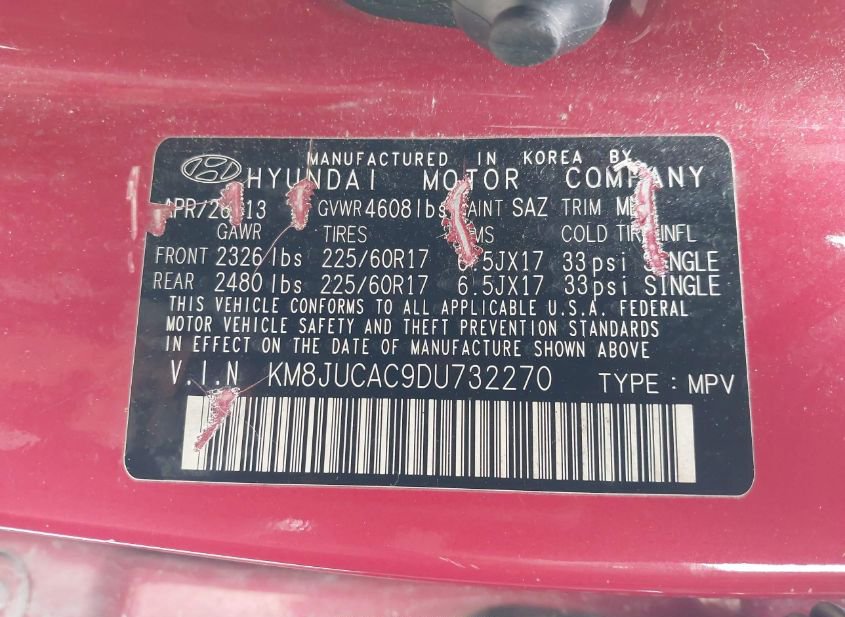 MANUFACTURED IN KOREA BY
HYUNDAI MOTOR COMPANY
GVWR 4608 lbs SAZ TRIM
GAWR TIRES COLD INFL
FRONT 2326 lbs 225/60R17 33 psi SINGLE
REAR 2480 lbs 225/60R17 6.5JX17 33 psi SINGLE
THIS VEHICLE CONFORMS TO ALL APPLICABLE U.S.A. FEDERAL
MOTOR VEHICLE SAFETY AND THEFT PREVENTION STANDARDS
IN EFFECT ON THE DATE OF MANUFACTURE SHOWN ABOVE
V.I.N KM8JUCAC9DU732270 TYPE : MPV